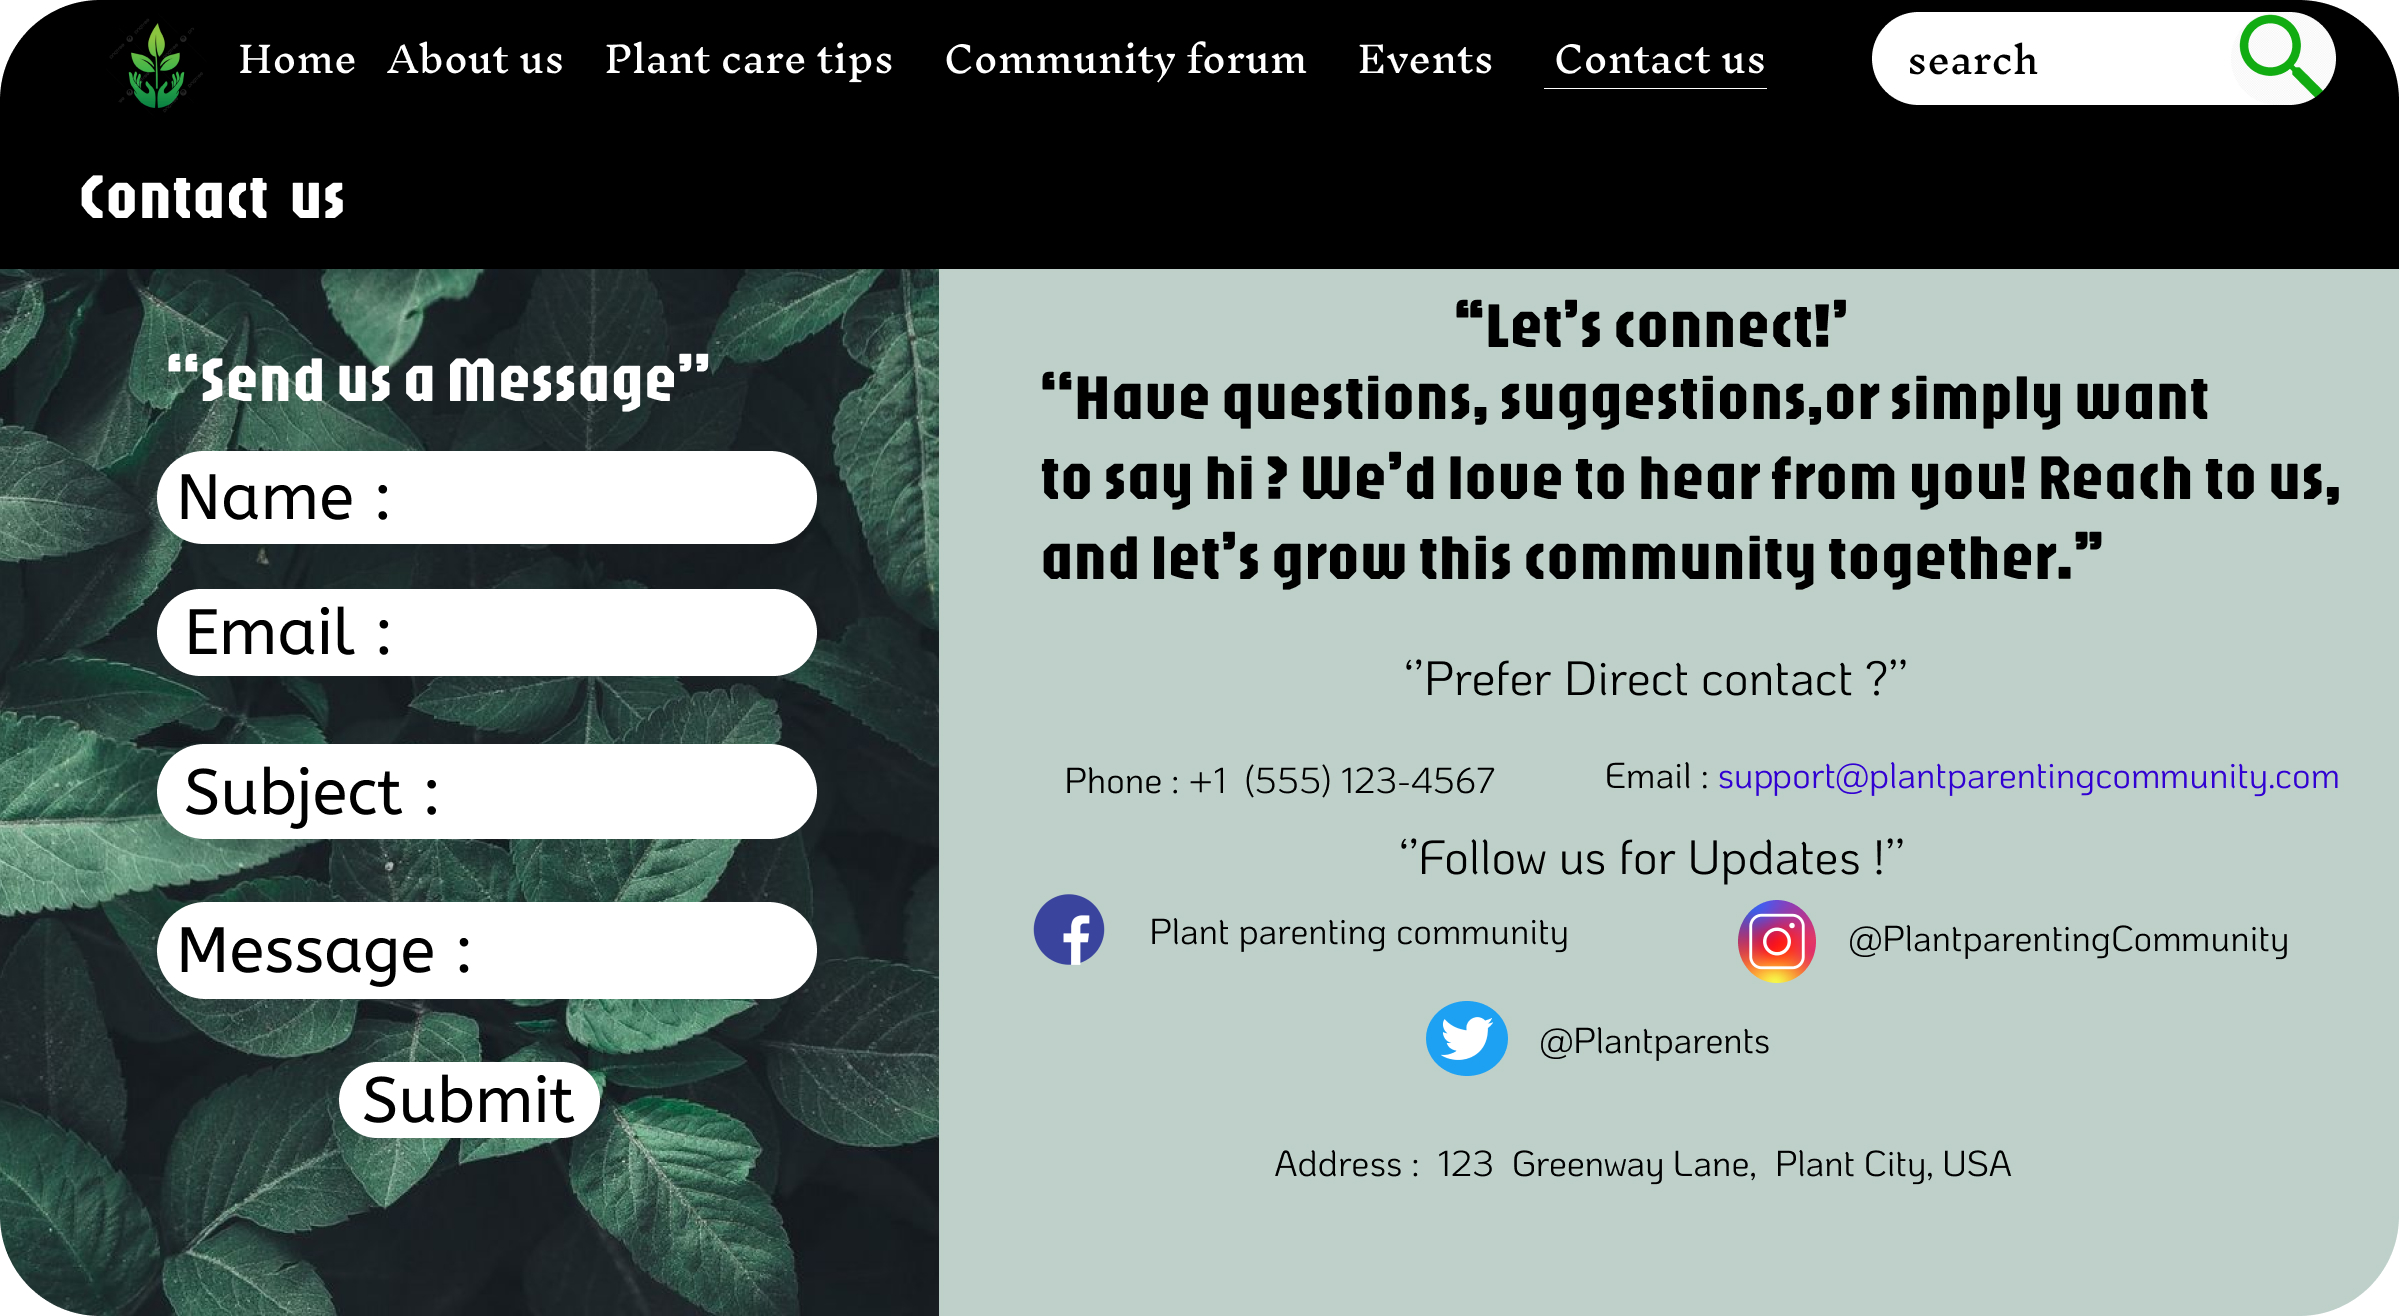 Home About us Plant care tips Community forum Events Contact us search
Contact us
“Send us a Message”
Name :
Email :
Subject :
Message :
Submit
“Let’s connect!’
“Have questions, suggestions,or simply want
to say hi ? We’d love to hear from you! Reach to us,
and let’s grow this community together.”
‘’Prefer Direct contact ?’’
Phone : +1 (555) 123-4567
Email : support@plantparentingcommunity.com
‘’Follow us for Updates !’’
Plant parenting community
@PlantparentingCommunity
@Plantparents
Address : 123 Greenway Lane, Plant City, USA